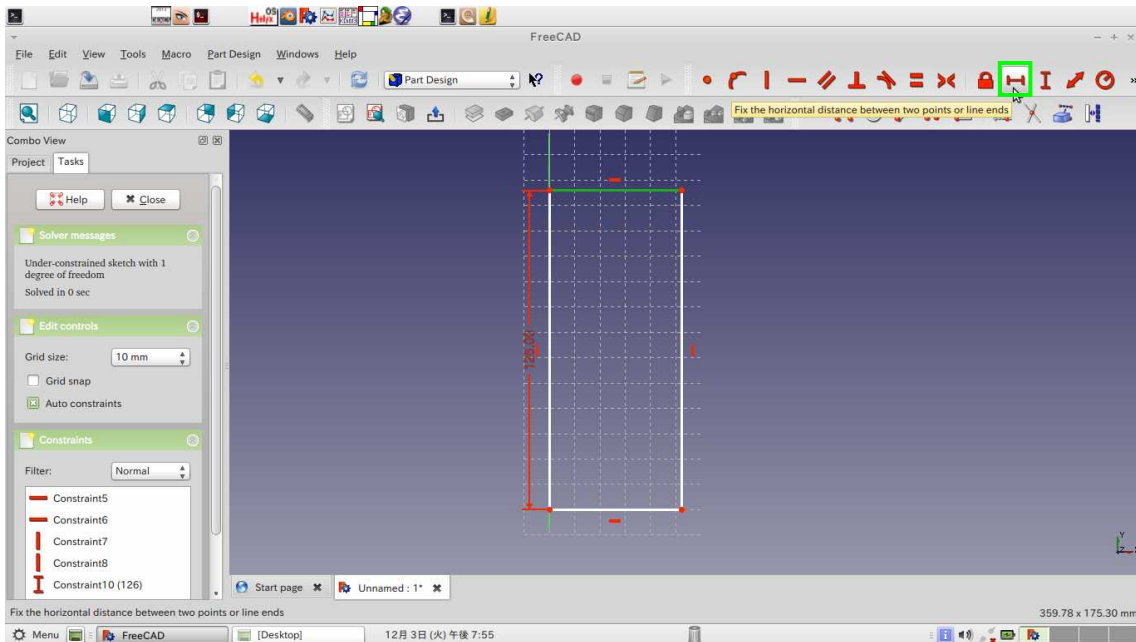 FreeCAD
File Edit View Tools Macro Part Design Windows Help
Part Design
Fix the horizontal distance between two points or line ends
Combo View
Project Tasks
Help Close
Solver messages
Under-constrained sketch with 1
degree of freedom
Solved in 0 sec
Edit controls
Grid size: 10 mm
Grid snap
Auto constraints
Constraints
Filter: Normal
Constraint5
Constraint6
Constraint7
Constraint8
Constraint10 (126)
126.00
Y
Z
Start page Unnamed : 1*
Fix the horizontal distance between two points or line ends 359.78 x 175.30 mm
Menu FreeCAD [Desktop] 12月 3日 (火) 午後 7:55